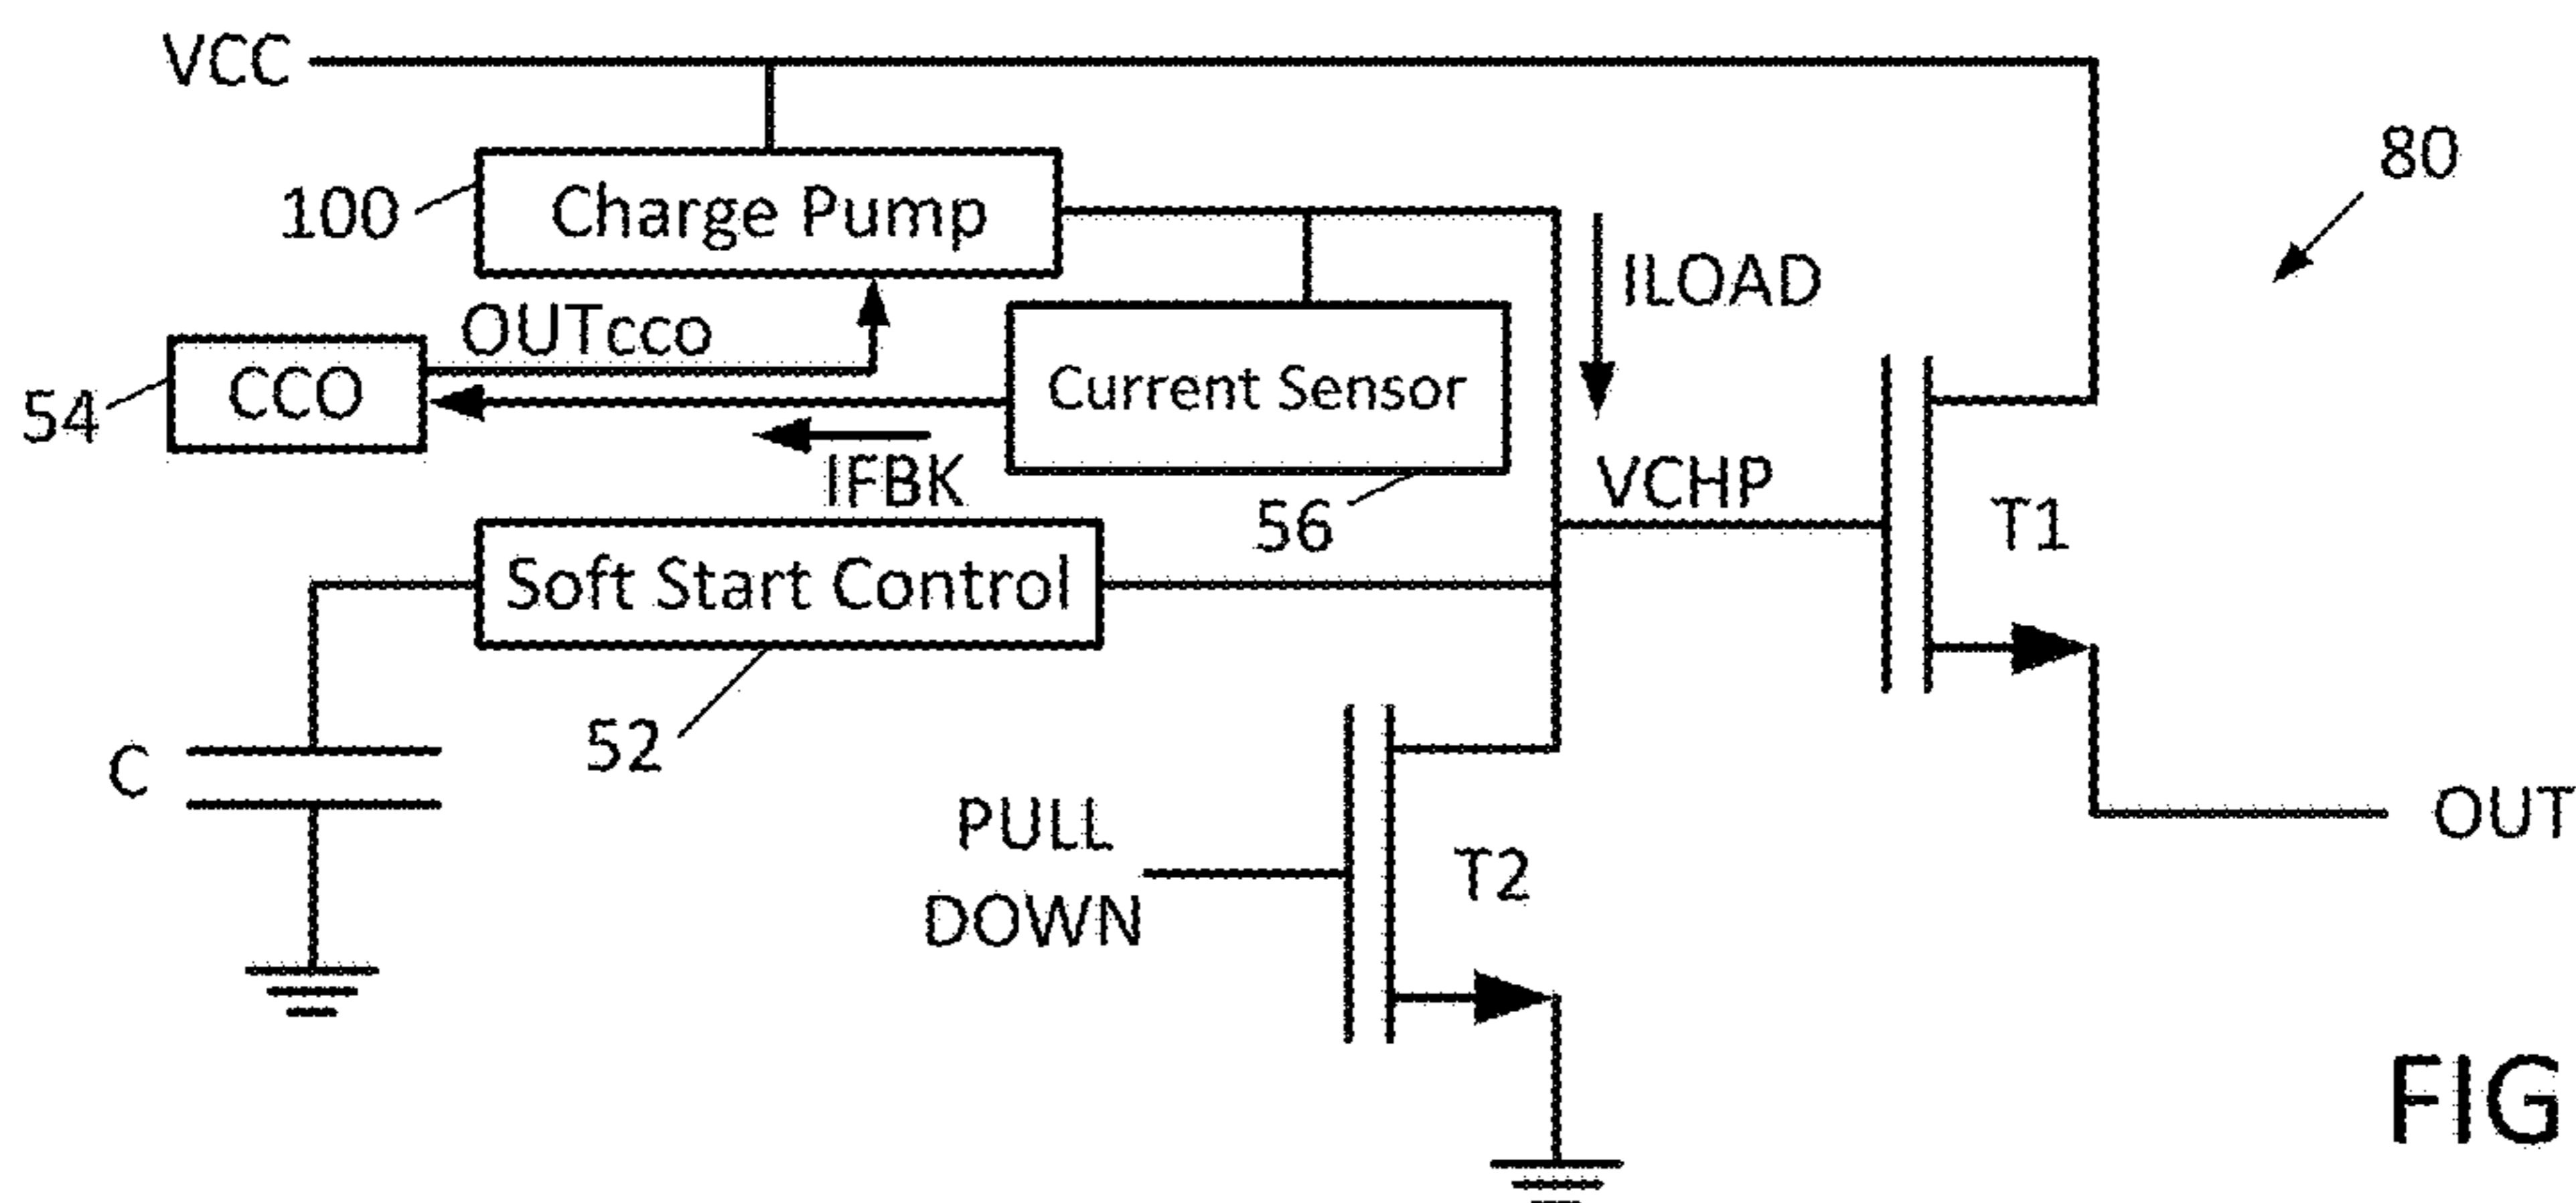 VCC
80
100
Charge Pump
ILOAD
OUTcco
54
CCO
Current Sensor
IFBK
VCHP
56
T1
Soft Start Control
52
C
PULL
DOWN
T2
OUT
FIG